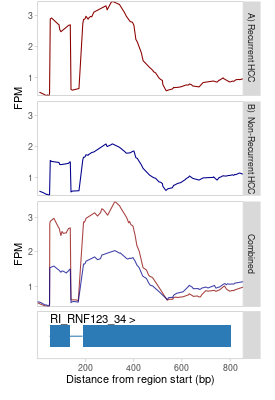 3
2
1
FPM
A) Recurrent HCC
3
2
1
B) Non-Recurrent HCC
3
2
1
FPM
Combined
RI_RNF123_34 >
200 400 600 800
Distance from region start (bp)